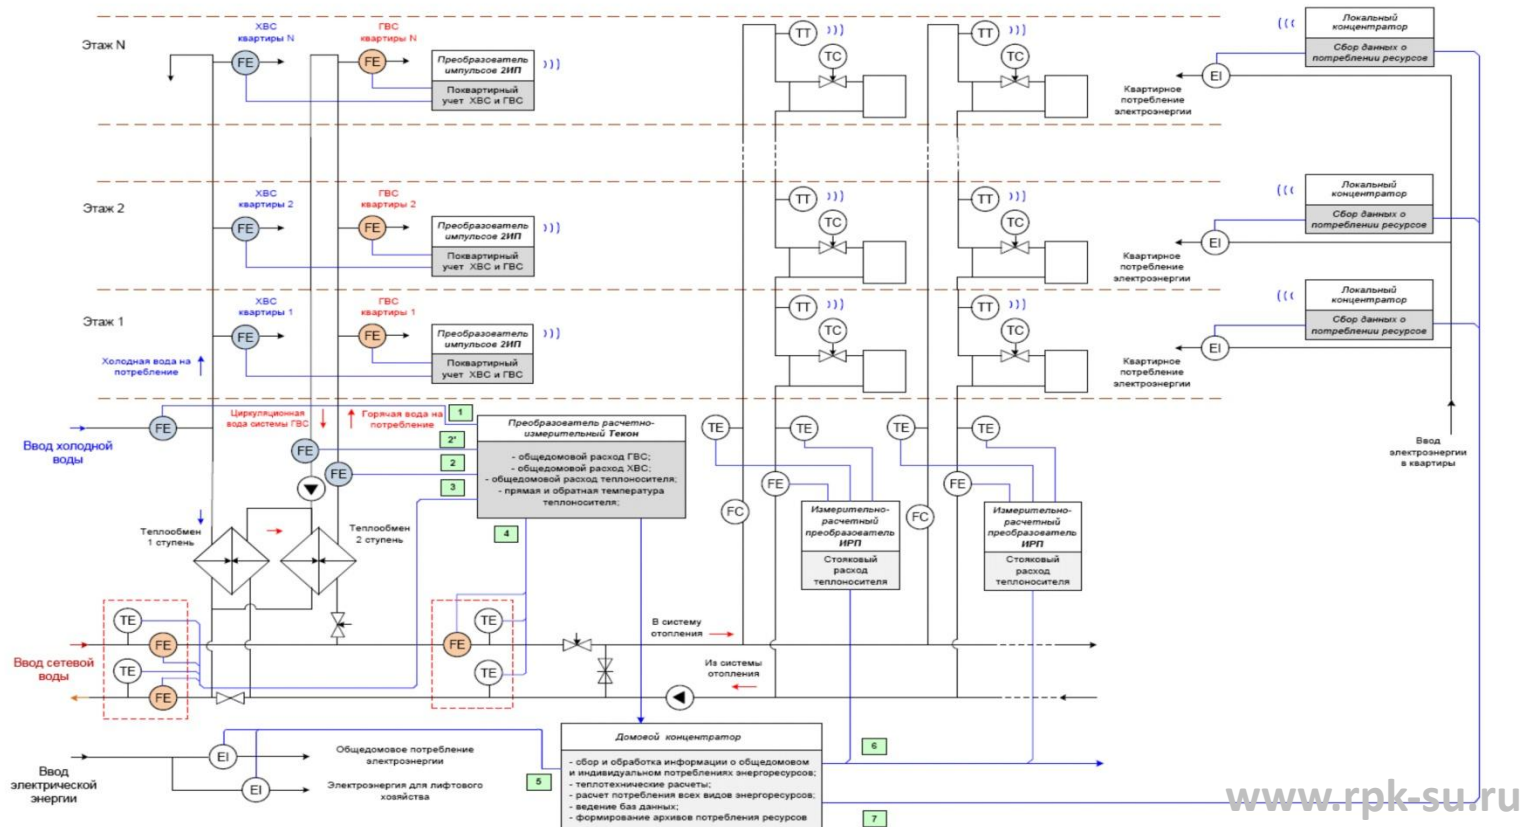 Этаж N
ХВС
квартиры N
ГВС
квартиры N
FE
FE
Преобразователь
импульсов 2ИП
Поквартирный
учет ХВС и ГВС
TT
TC
TT
TC
EI
Квартирное
потребление
электроэнергии
Локальный
концентратор
Сбор данных о
потреблении ресурсов
Этаж 2
ХВС
квартиры 2
ГВС
квартиры 2
FE
FE
Преобразователь
импульсов 2ИП
Поквартирный
учет ХВС и ГВС
TT
TC
TT
TC
EI
Квартирное
потребление
электроэнергии
Локальный
концентратор
Сбор данных о
потреблении ресурсов
Этаж 1
ХВС
квартиры 1
ГВС
квартиры 1
FE
FE
Преобразователь
импульсов 2ИП
Поквартирный
учет ХВС и ГВС
TT
TC
TT
TC
EI
Квартирное
потребление
электроэнергии
Локальный
концентратор
Сбор данных о
потреблении ресурсов
Холодная вода на
потребление
FE
Ввод холодной
воды
Циркуляционная
вода системы ГВС
Горячая вода на
потребление
FE
FE
1
2'
2
3
4
Преобразователь расчетно-
измерительный Текон
- общедомовой расход ГВС;
- общедомовой расход ХВС;
- общедомовой расход теплоносителя;
- прямая и обратная температура
теплоносителя;
TE
TE
FE
FC
Измерительно-
расчетный
преобразователь
ИРП
Стояковый
расход
теплоносителя
TE
TE
FE
FC
Измерительно-
расчетный
преобразователь
ИРП
Стояковый
расход
теплоносителя
Ввод
электроэнергии
в квартиры
Теплообмен
1 ступень
Теплообмен
2 ступень
TE
FE
TE
FE
Ввод сетевой
воды
FE
TE
TE
В систему
отопления
Из системы
отопления
Ввод
электрической
энергии
EI
EI
Общедомовое потребление
электроэнергии
Электроэнергия для лифтового
хозяйства
5
Домовой концентратор
- сбор и обработка информации о общедомовом
и индивидуальном потреблениях энергоресурсов;
- теплотехнические расчеты;
- расчет потребления всех видов энергоресурсов;
- ведение баз данных;
- формирование архивов потребления ресурсов
6
7
www.rpk-su.ru